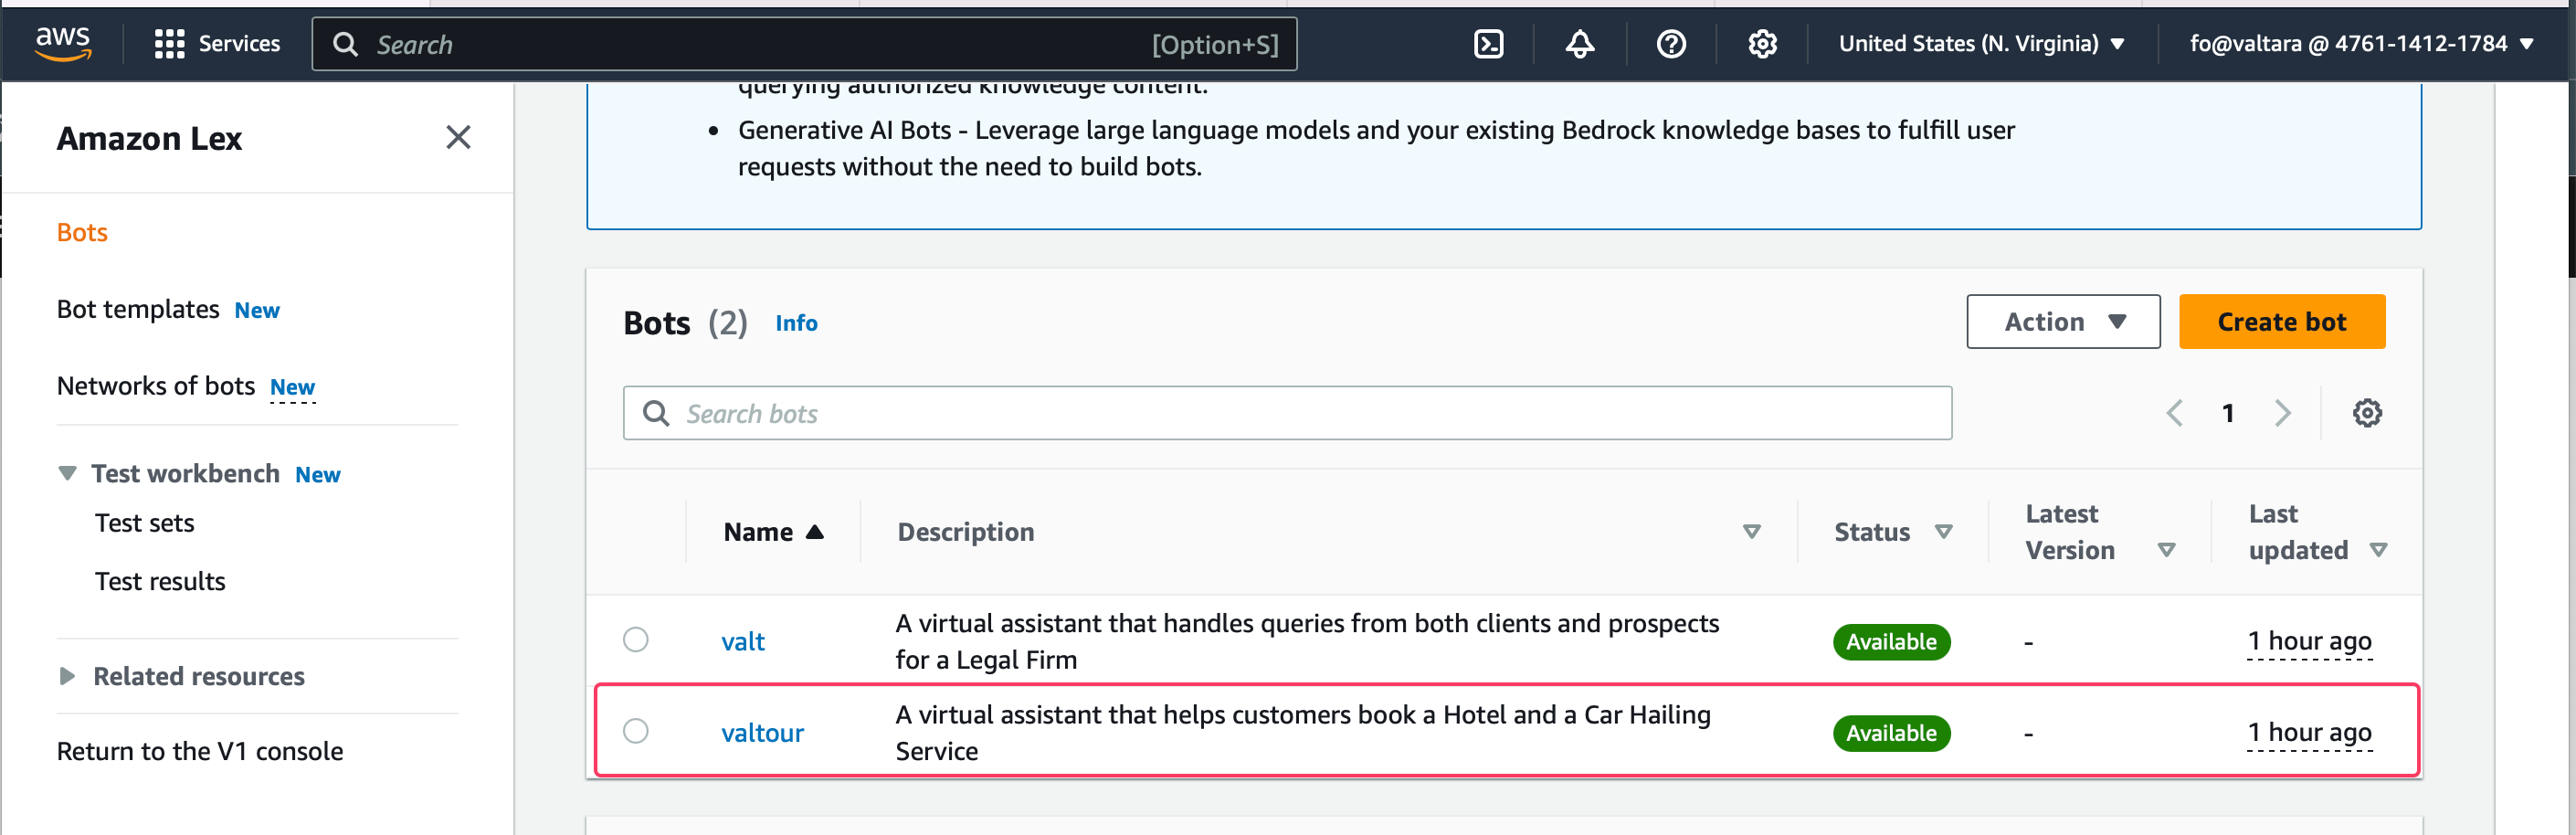 aws
Services
Search
[Option+S]
United States (N. Virginia)
fo@valtara @ 4761-1412-1784
Amazon Lex
Bots
Bot templates New
Networks of bots New
Test workbench New
Test sets
Test results
Related resources
Return to the V1 console
querying authorized knowledge content.
Generative AI Bots - Leverage large language models and your existing Bedrock knowledge bases to fulfill user
requests without the need to build bots.
Bots (2) Info
Action
Create bot
Search bots
1
Name
Description
Status
Latest
Version
Last
updated
valt
A virtual assistant that handles queries from both clients and prospects
for a Legal Firm
Available
-
1 hour ago
valtour
A virtual assistant that helps customers book a Hotel and a Car Hailing
Service
Available
-
1 hour ago